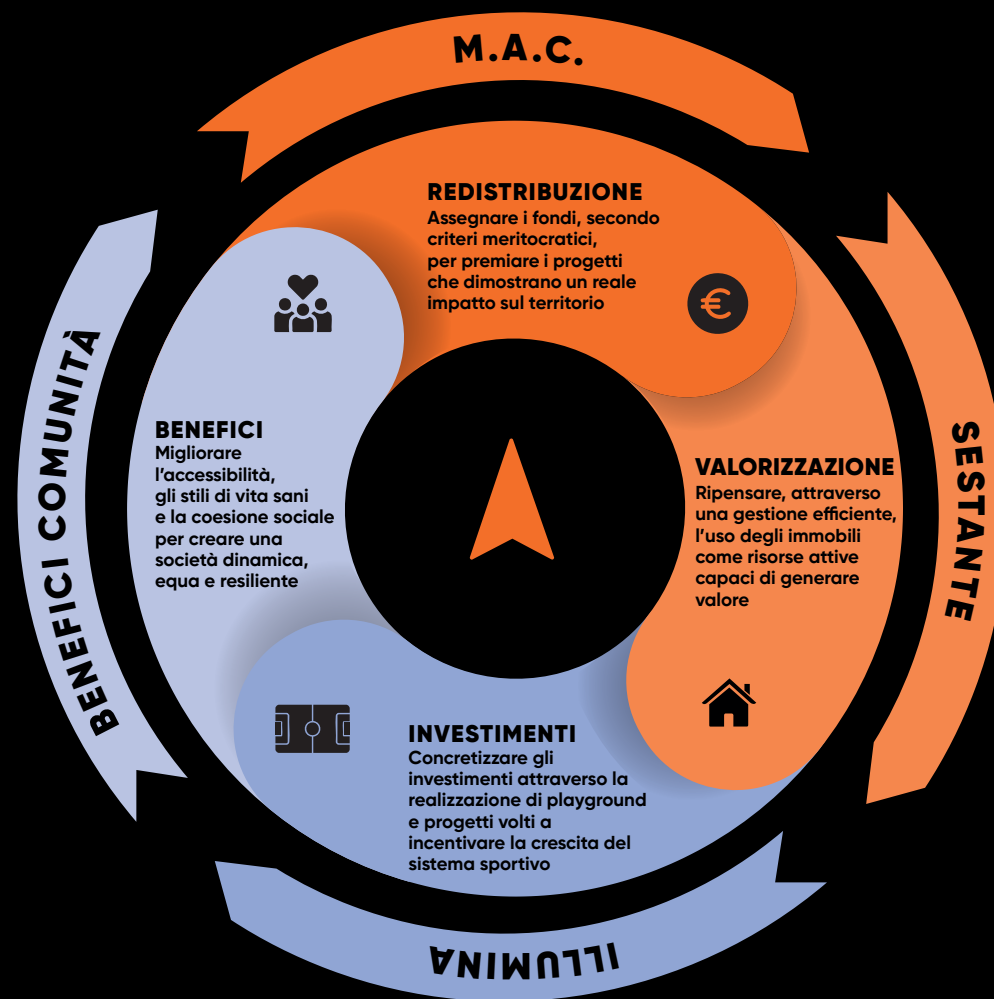 M.A.C.
REDISTRIBUZIONE
Assegnare i fondi, secondo
criteri meritocratici,
per premiare i progetti
che dimostrano un reale
impatto sul territorio
€
SESTANTE
VALORIZZAZIONE
Ripensare, attraverso
una gestione efficiente,
l’uso degli immobili
come risorse attive
capaci di generare
valore
ILLUMINA
INVESTIMENTI
Concretizzare gli
investimenti attraverso la
realizzazione di playground
e progetti volti a
incentivare la crescita del
sistema sportivo
BENEFICI COMUNITÀ
BENEFICI
Migliorare
l’accessibilità,
gli stili di vita sani
e la coesione sociale
per creare una
società dinamica,
equa e resiliente